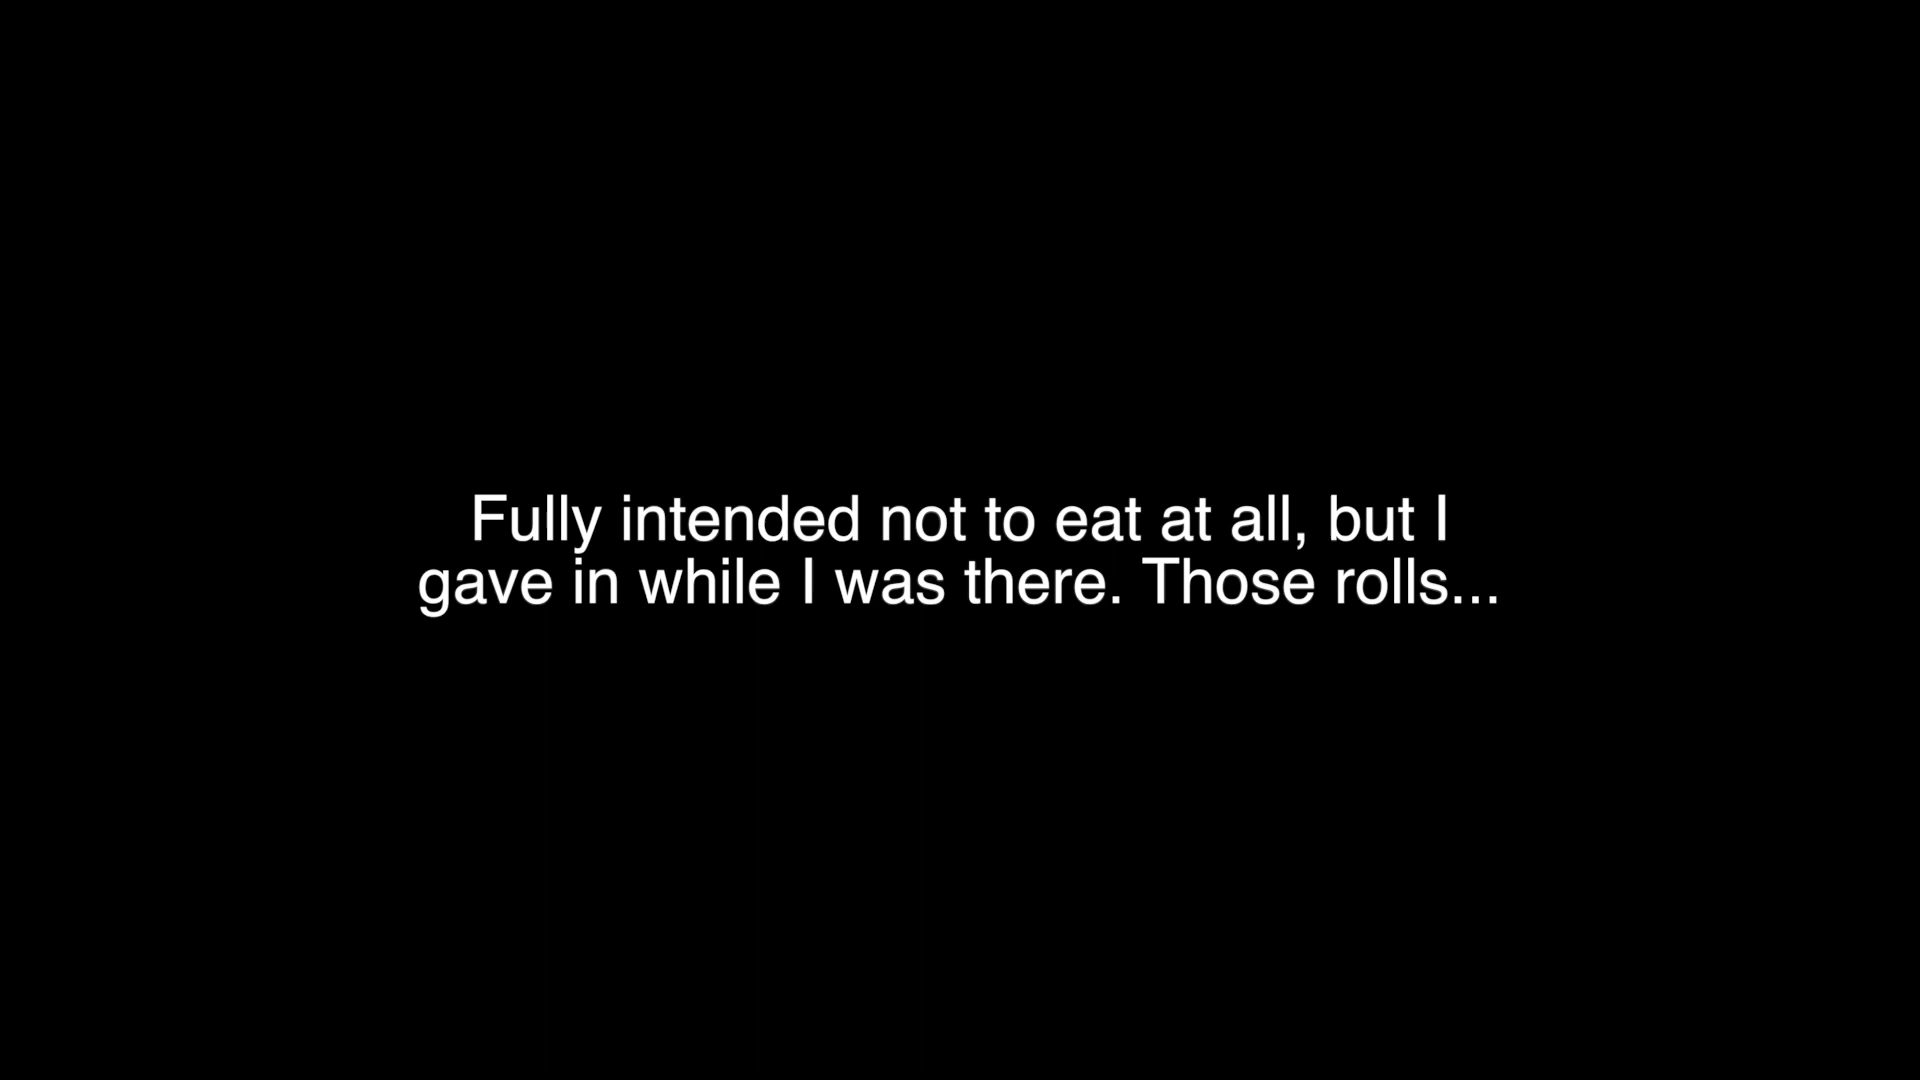 Fully intended not to eat at all, but I
gave in while I was there. Those rolls...